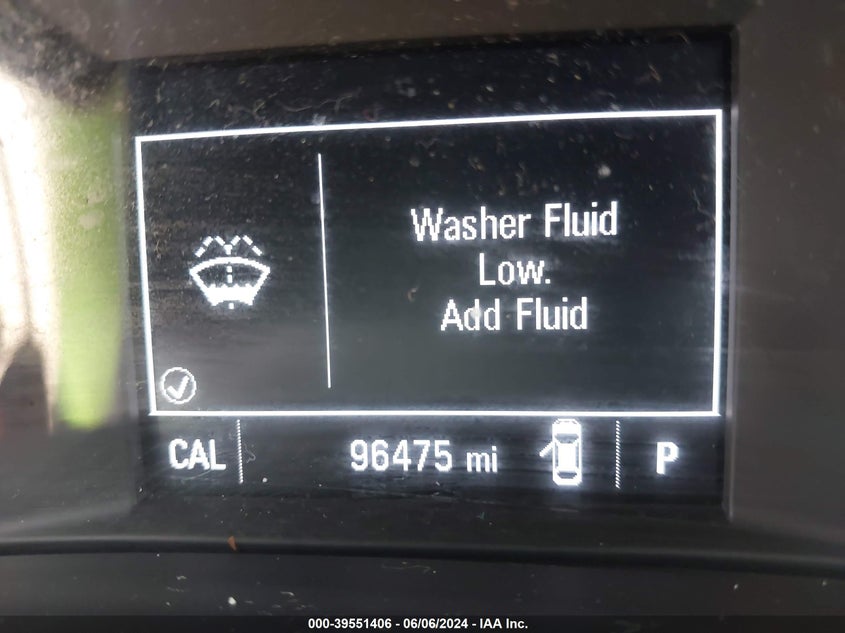 Washer Fluid
Low.
Add Fluid
CAL 96475 mi P
000-39551406 - 06/06/2024 - IAA Inc.